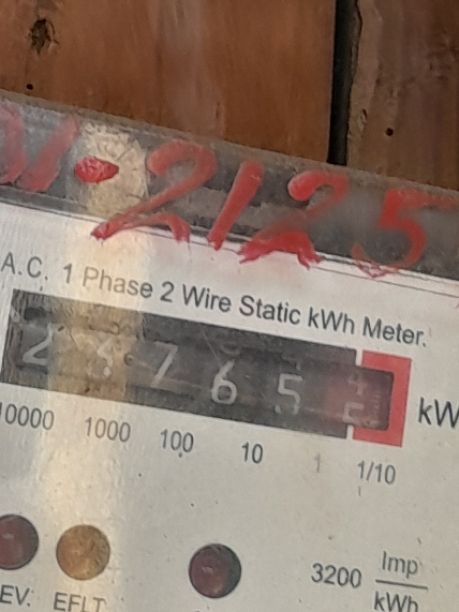 2125
A.C. 1 Phase 2 Wire Static kWh Meter.
7 6 5
kW
10000 1000 100 10 1 1/10
EV. EFLT 3200 Imp/kWh